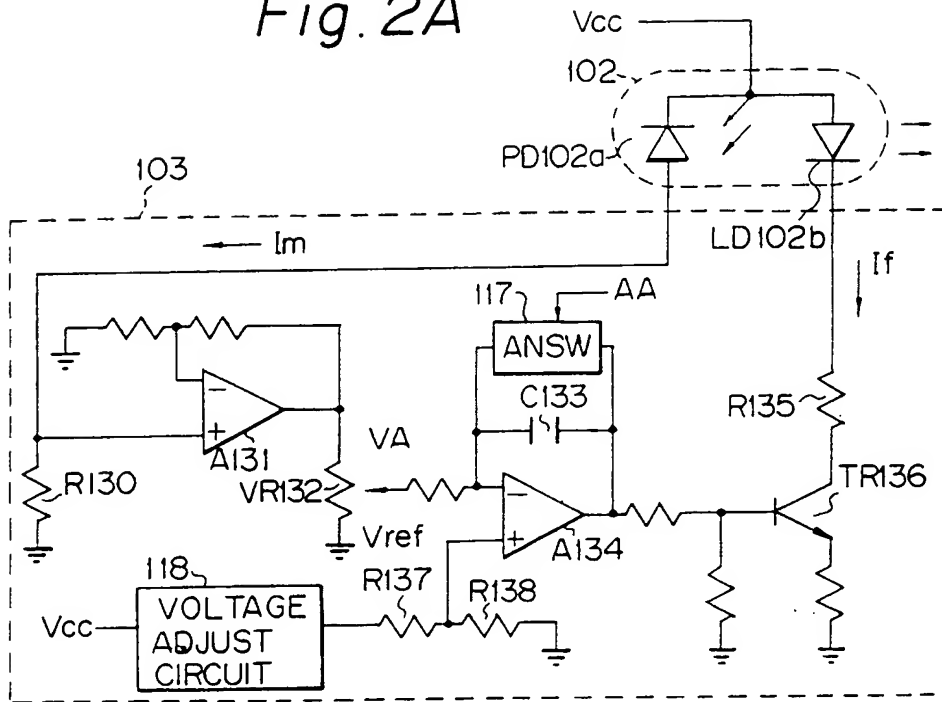 Fig. 2A
Vcc
102
PD102a
103
LD102b
Im
If
117
AA
ANSW
C133
R135
VA
A131
R130
VR132
TR136
Vref
A134
118
R137
R138
Vcc
VOLTAGE
ADJUST
CIRCUIT